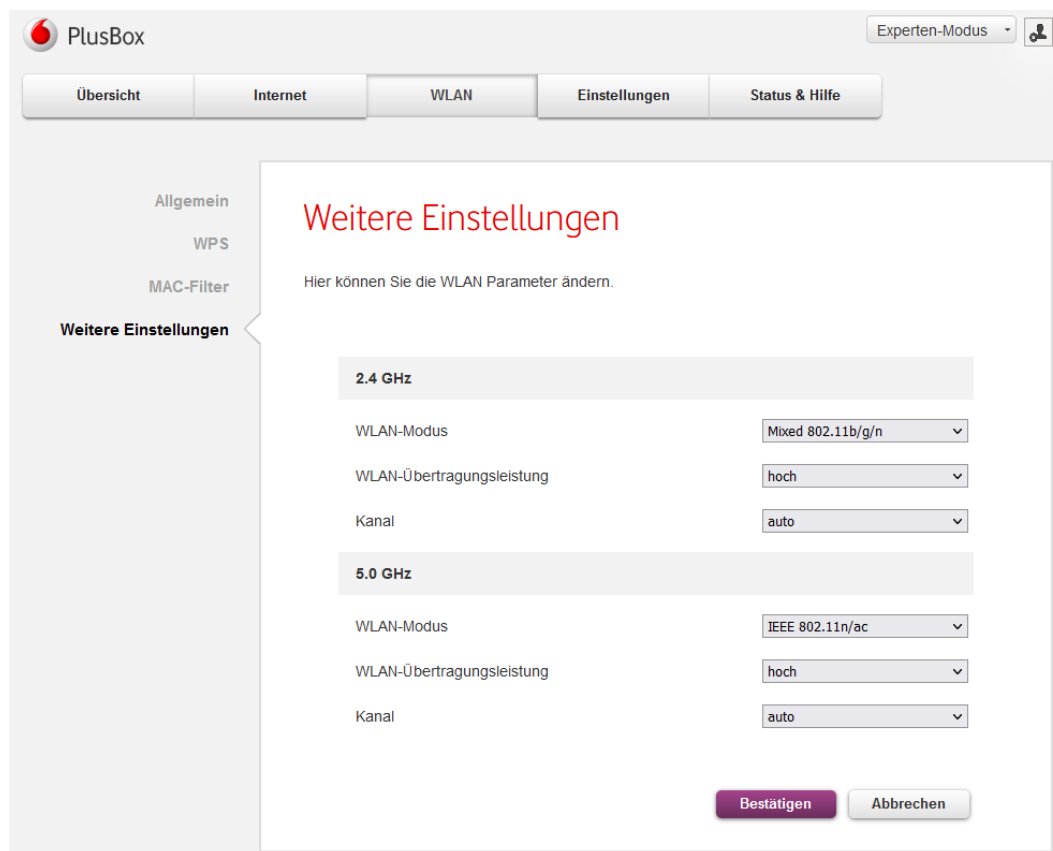 PlusBox
Experten-Modus
Übersicht Internet WLAN Einstellungen Status & Hilfe
Allgemein
WPS
MAC-Filter
Weitere Einstellungen
Weitere Einstellungen
Hier können Sie die WLAN Parameter ändern.
2.4 GHz
WLAN-Modus Mixed 802.11b/g/n
WLAN-Übertragungsleistung hoch
Kanal auto
5.0 GHz
WLAN-Modus IEEE 802.11n/ac
WLAN-Übertragungsleistung hoch
Kanal auto
Bestätigen Abbrechen